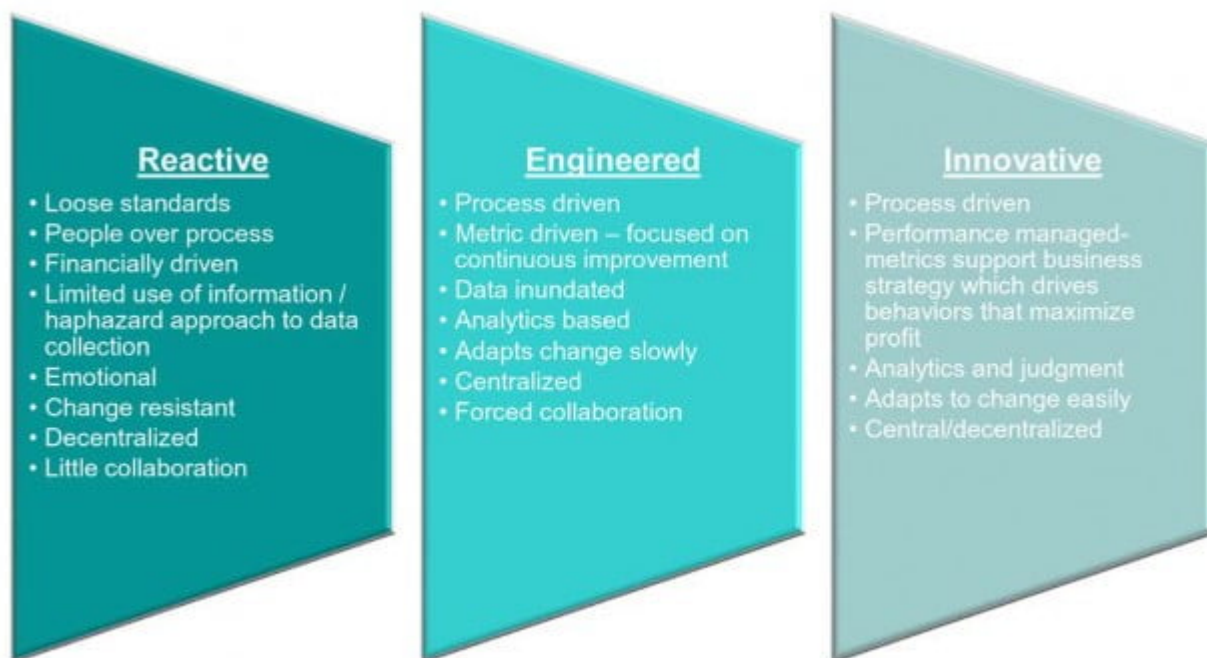 Reactive
• Loose standards
• People over process
• Financially driven
• Limited use of information /
haphazard approach to data
collection
• Emotional
• Change resistant
• Decentralized
• Little collaboration
Engineered
• Process driven
• Metric driven – focused on
continuous improvement
• Data inundated
• Analytics based
• Adapts change slowly
• Centralized
• Forced collaboration
Innovative
• Process driven
• Performance managed-
metrics support business
strategy which drives
behaviors that maximize
profit
• Analytics and judgment
• Adapts to change easily
• Central/decentralized